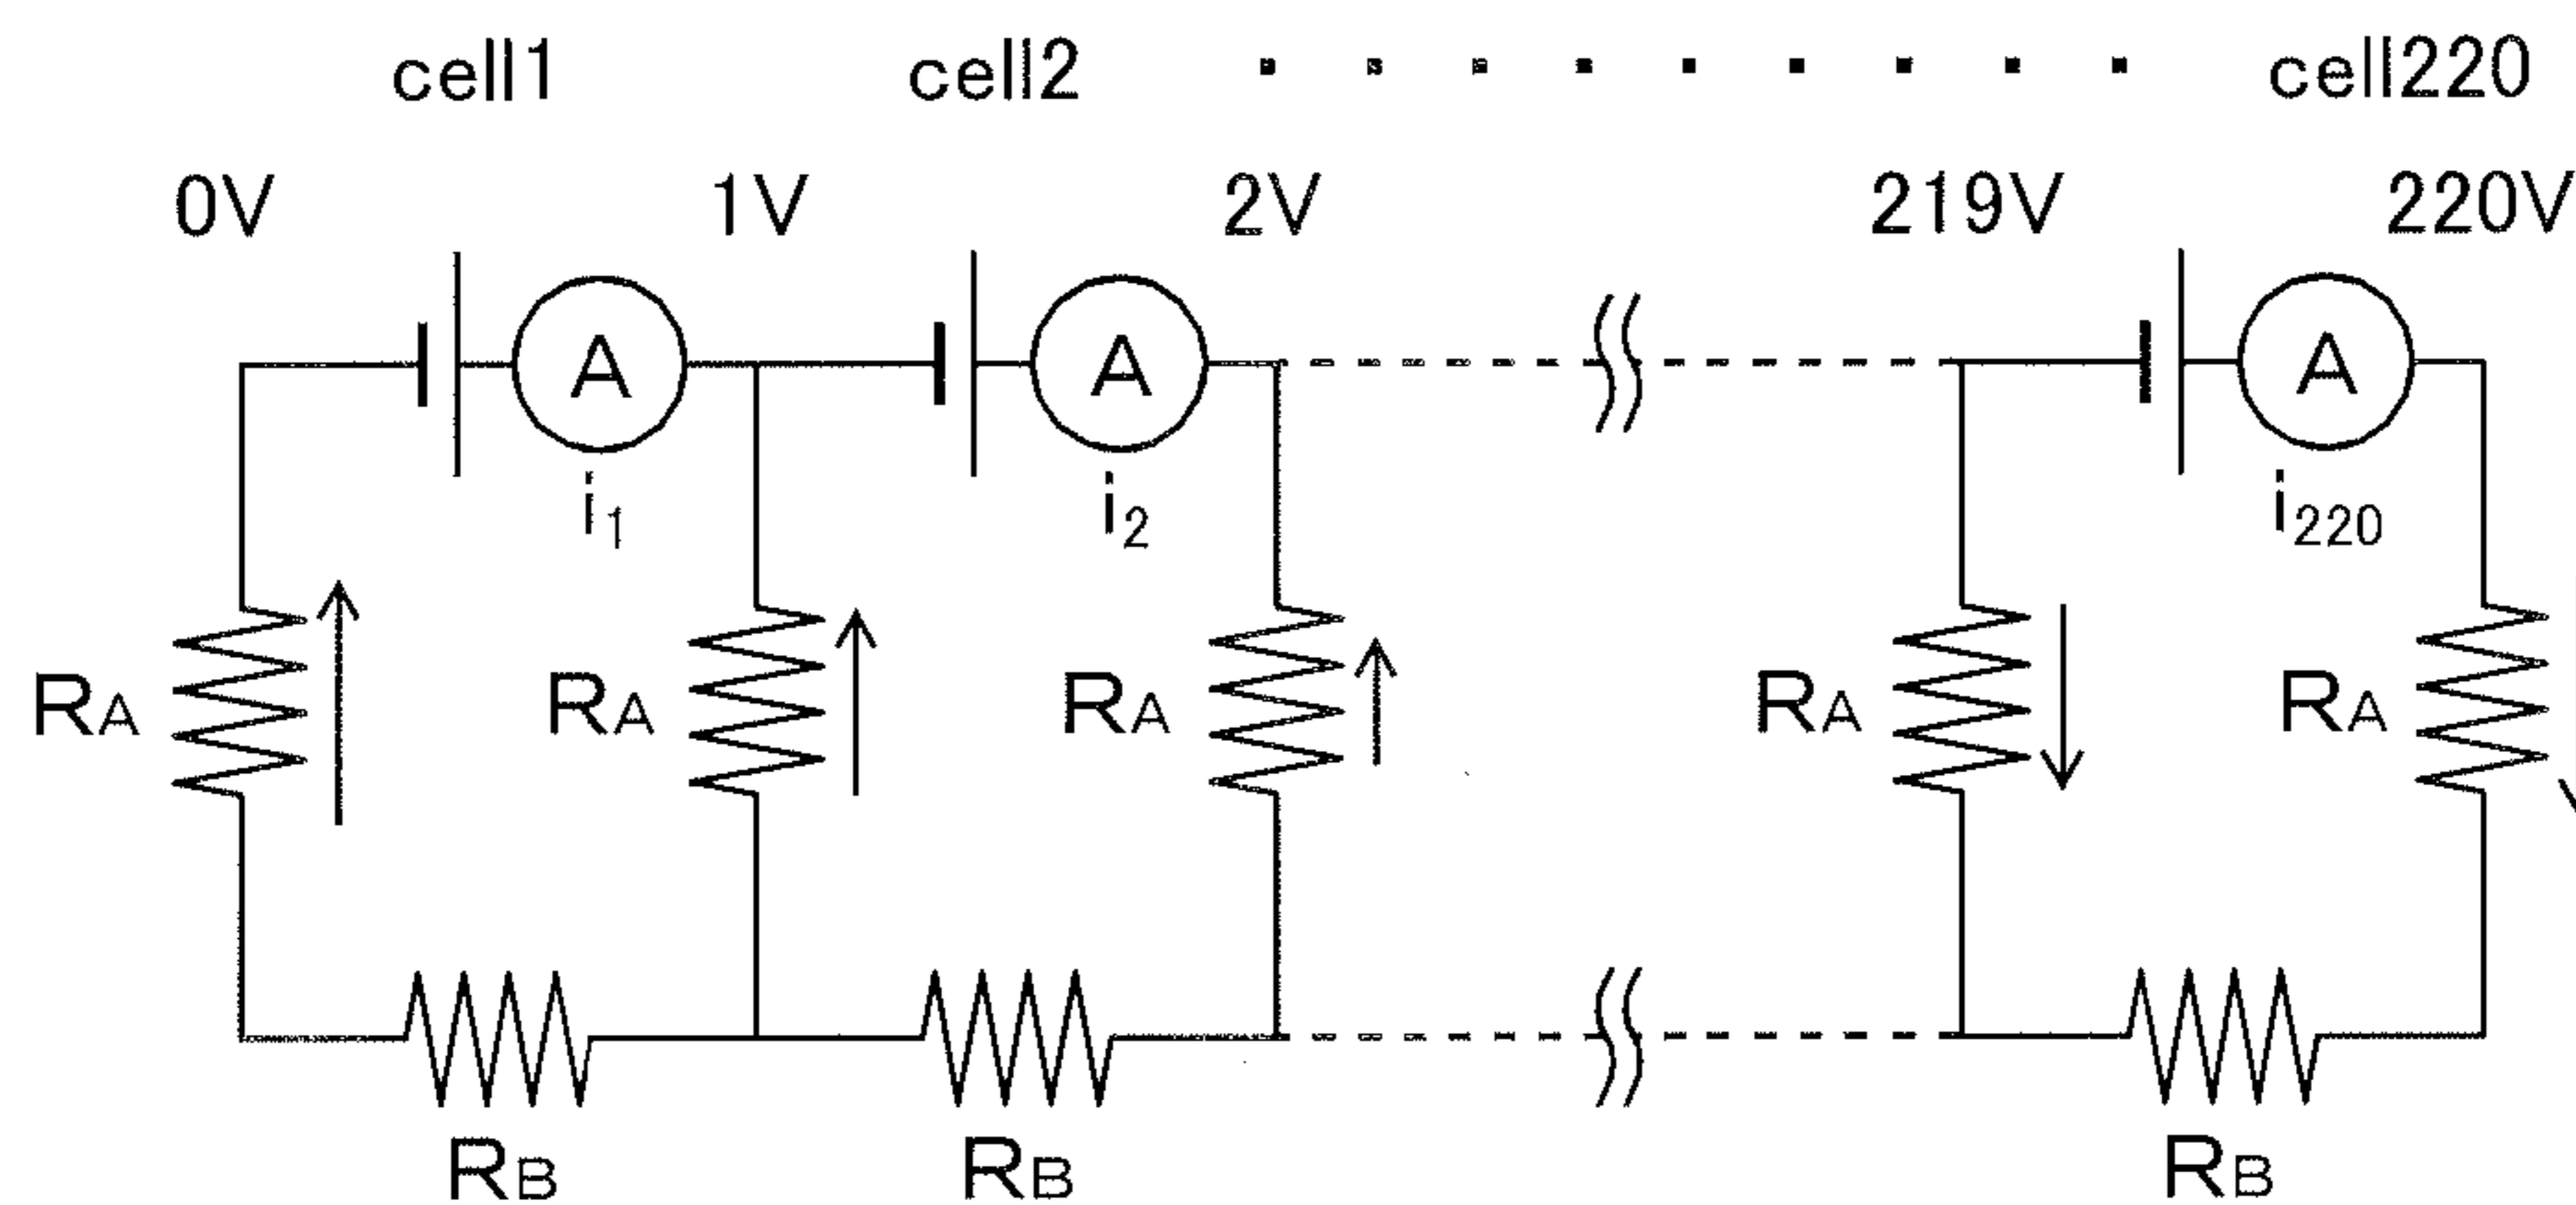 cell1 cell2 ········· cell220
0V 1V 2V 219V 220V
A A A
i₁ i₂ i₂₂₀
RA RA RA RA RA
RB RB RB